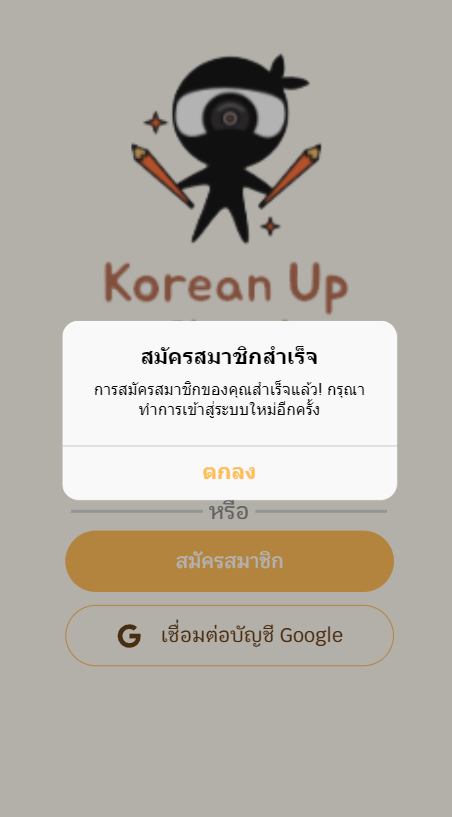 Korean Up
สมัครสมาชิกสำเร็จ
การสมัครสมาชิกของคุณสำเร็จแล้ว! กรุณา
ทำการเข้าสู่ระบบใหม่อีกครั้ง
ตกลง
หรือ
สมัครสมาชิก
G เชื่อมต่อบัญชี Google